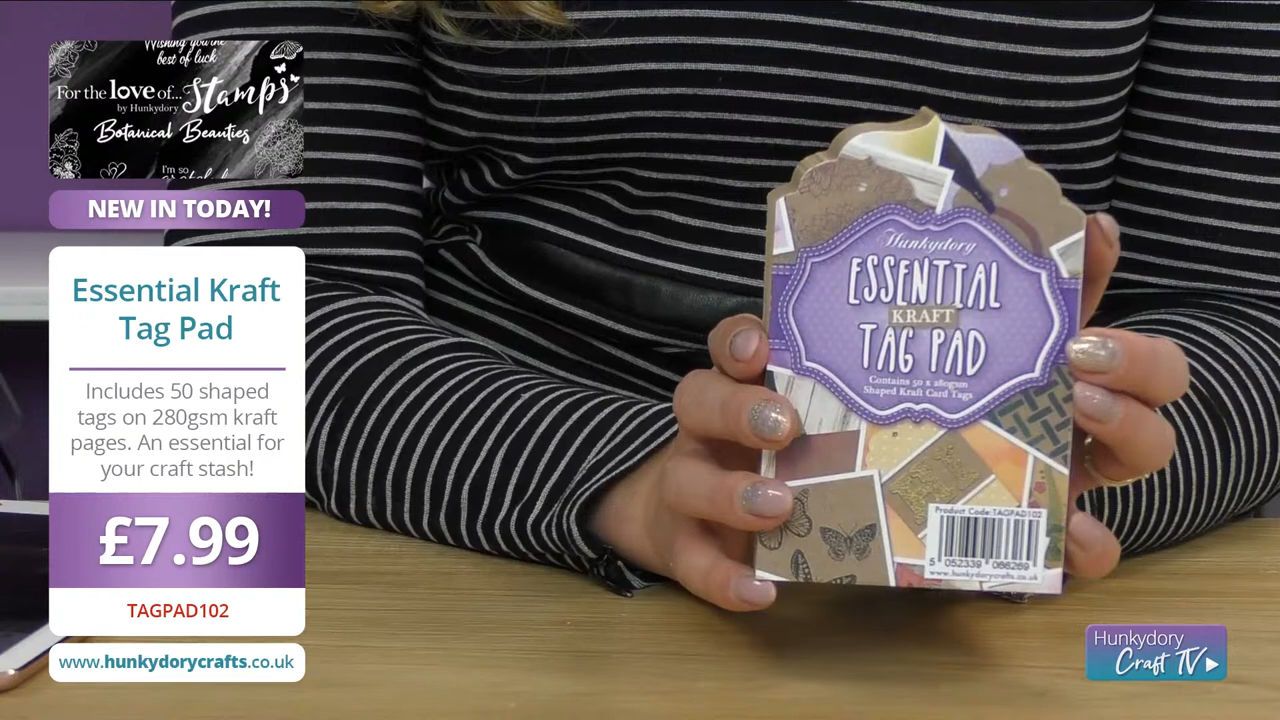 Wishing you the
best of luck
For the love of... Stamps
by Hunkydory
Botanical Beauties
I'm so
grateful
NEW IN TODAY!
Essential Kraft
Tag Pad
Includes 50 shaped
tags on 280gsm kraft
pages. An essential for
your craft stash!
£7.99
TAGPAD102
www.hunkydorycrafts.co.uk
Hunkydory
ESSENTIAL
KRAFT
TAG PAD
Contains 50 x 280gsm
Shaped Kraft Card Tags
Product Code:TAGPAD102
5 052339 066269
www.hunkydorycrafts.co.uk
Hunkydory
Craft TV